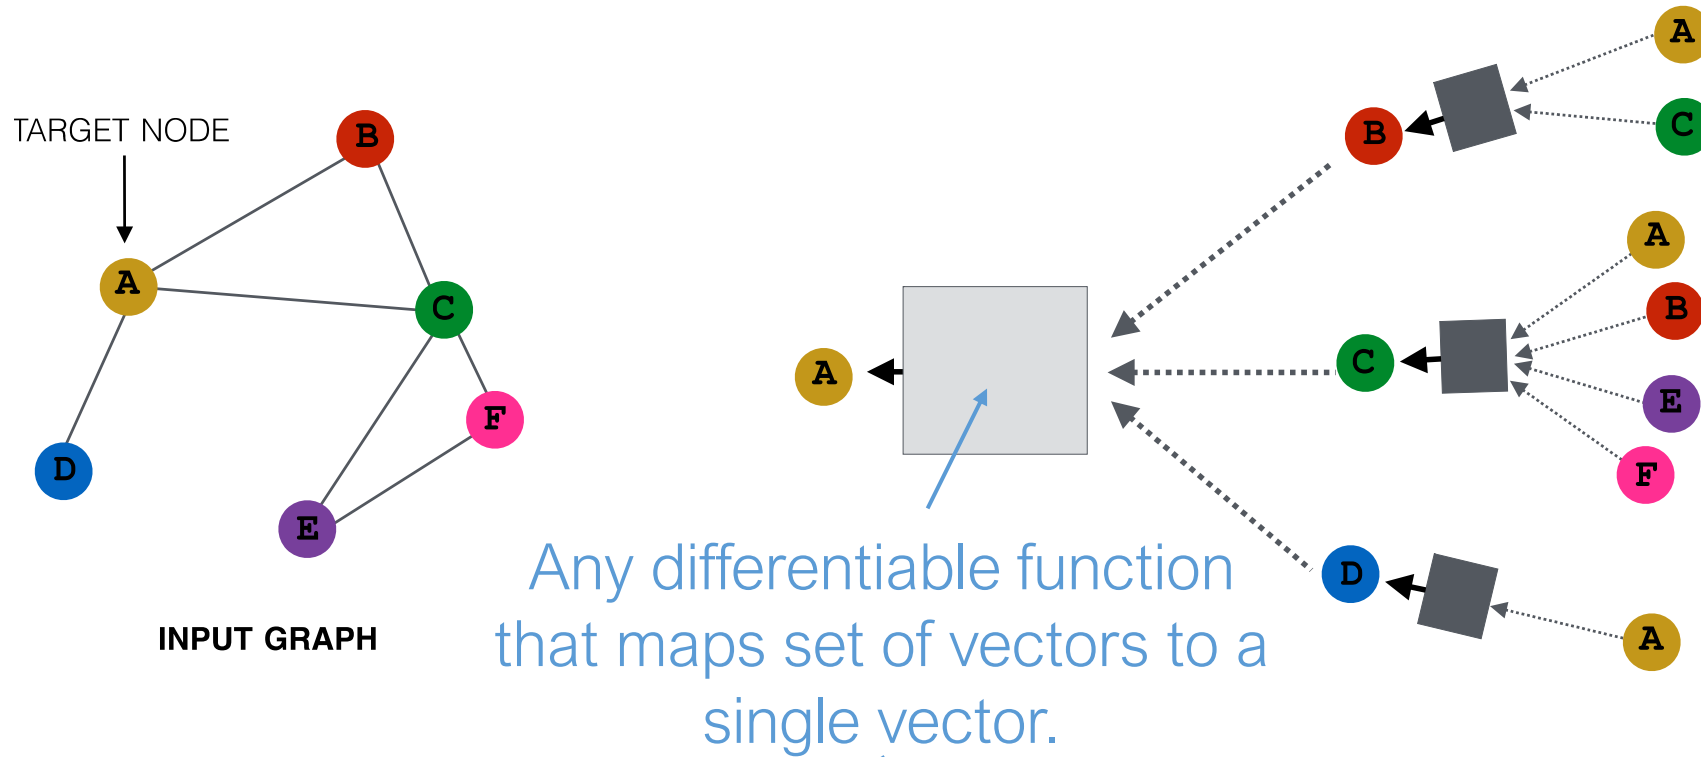 TARGET NODE
B
A
C
F
D
E
INPUT GRAPH
A
B
C
D
A
C
A
B
E
F
A
Any differentiable function
that maps set of vectors to a
single vector.